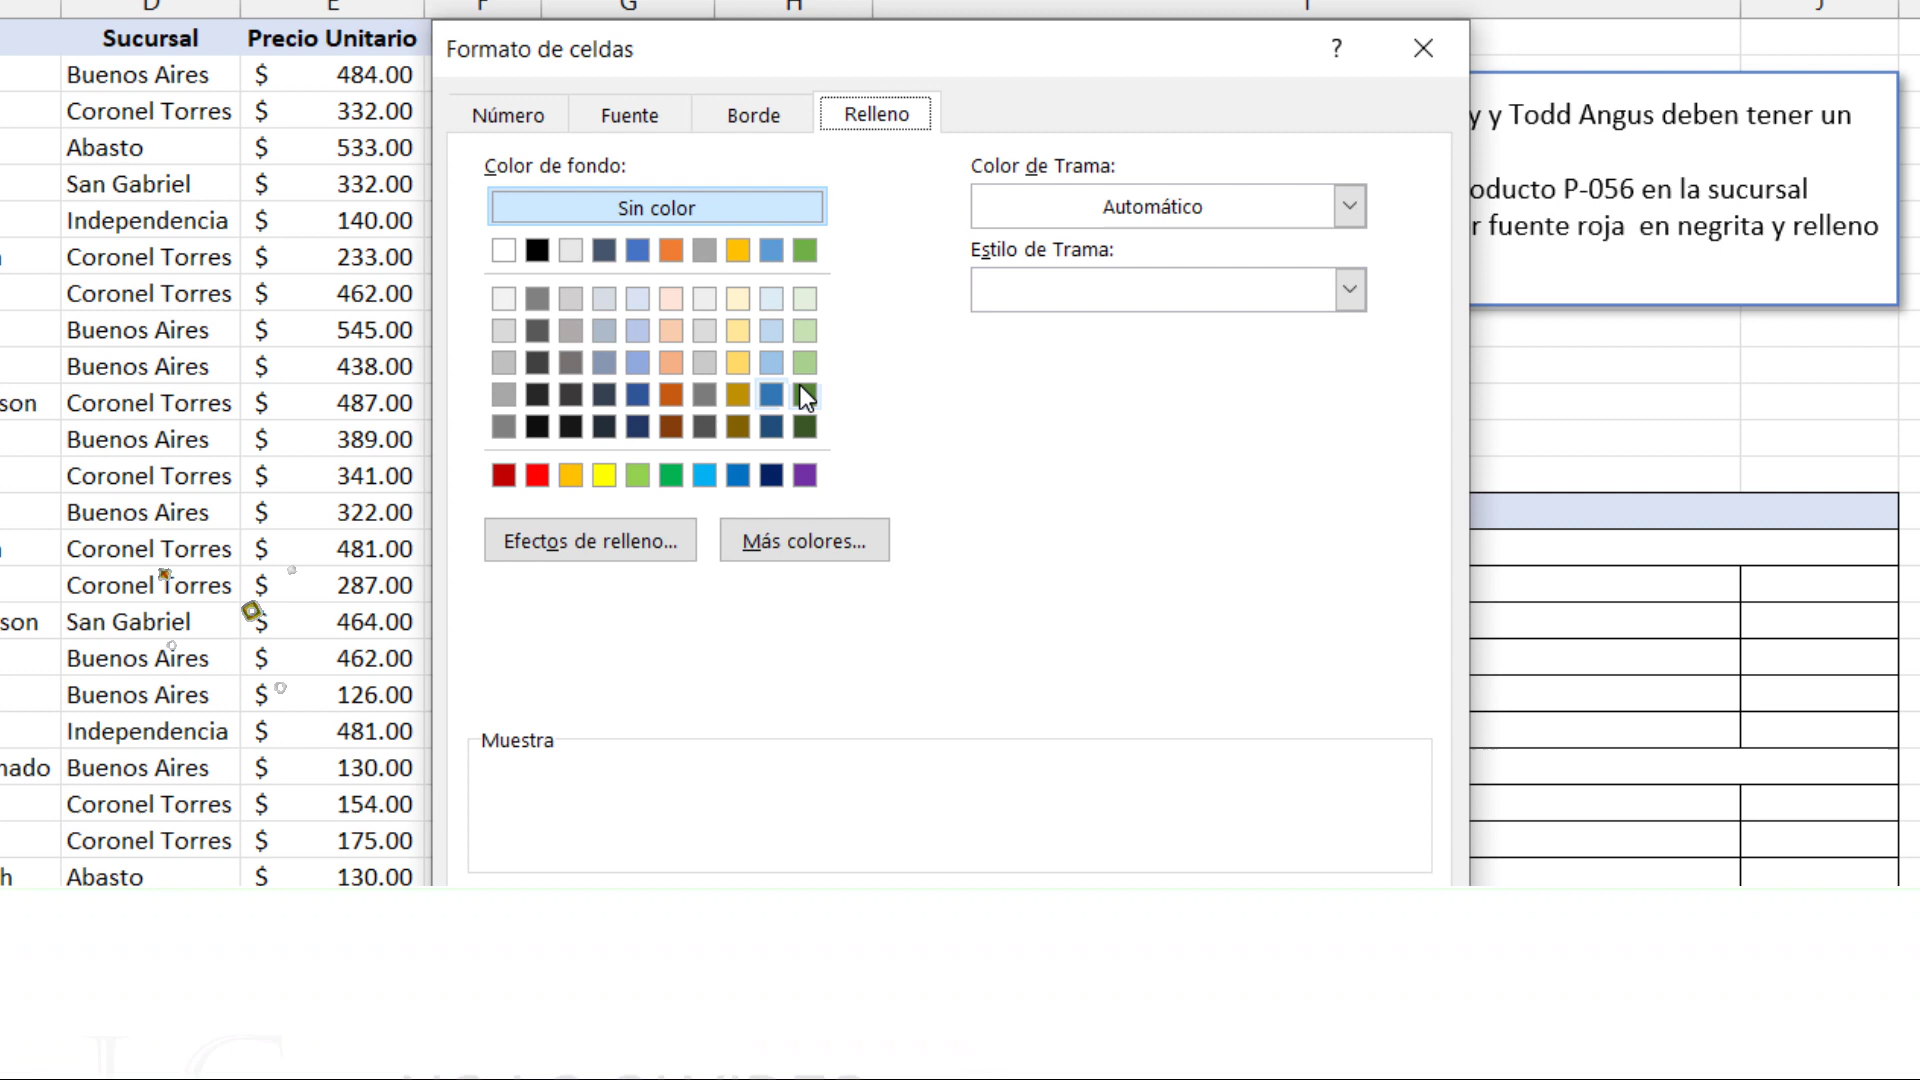 D E F G H I J
Sucursal Precio Unitario
Buenos Aires $ 484.00
Coronel Torres $ 332.00
Abasto $ 533.00
San Gabriel $ 332.00
Independencia $ 140.00
Coronel Torres $ 233.00
Coronel Torres $ 462.00
Buenos Aires $ 545.00
Buenos Aires $ 438.00
son Coronel Torres $ 487.00
Buenos Aires $ 389.00
Coronel Torres $ 341.00
Buenos Aires $ 322.00
Coronel Torres $ 481.00
Coronel Torres $ 287.00
son San Gabriel $ 464.00
Buenos Aires $ 462.00
Buenos Aires $ 126.00
Independencia $ 481.00
nado Buenos Aires $ 130.00
Coronel Torres $ 154.00
Coronel Torres $ 175.00
h Abasto $ 130.00
Formato de celdas ?
Número Fuente Borde Relleno
Color de fondo:
Sin color
Efectos de relleno... Más colores...
Color de Trama:
Automático
Estilo de Trama:
Muestra
y y Todd Angus deben tener un
oducto P-056 en la sucursal
r fuente roja en negrita y relleno